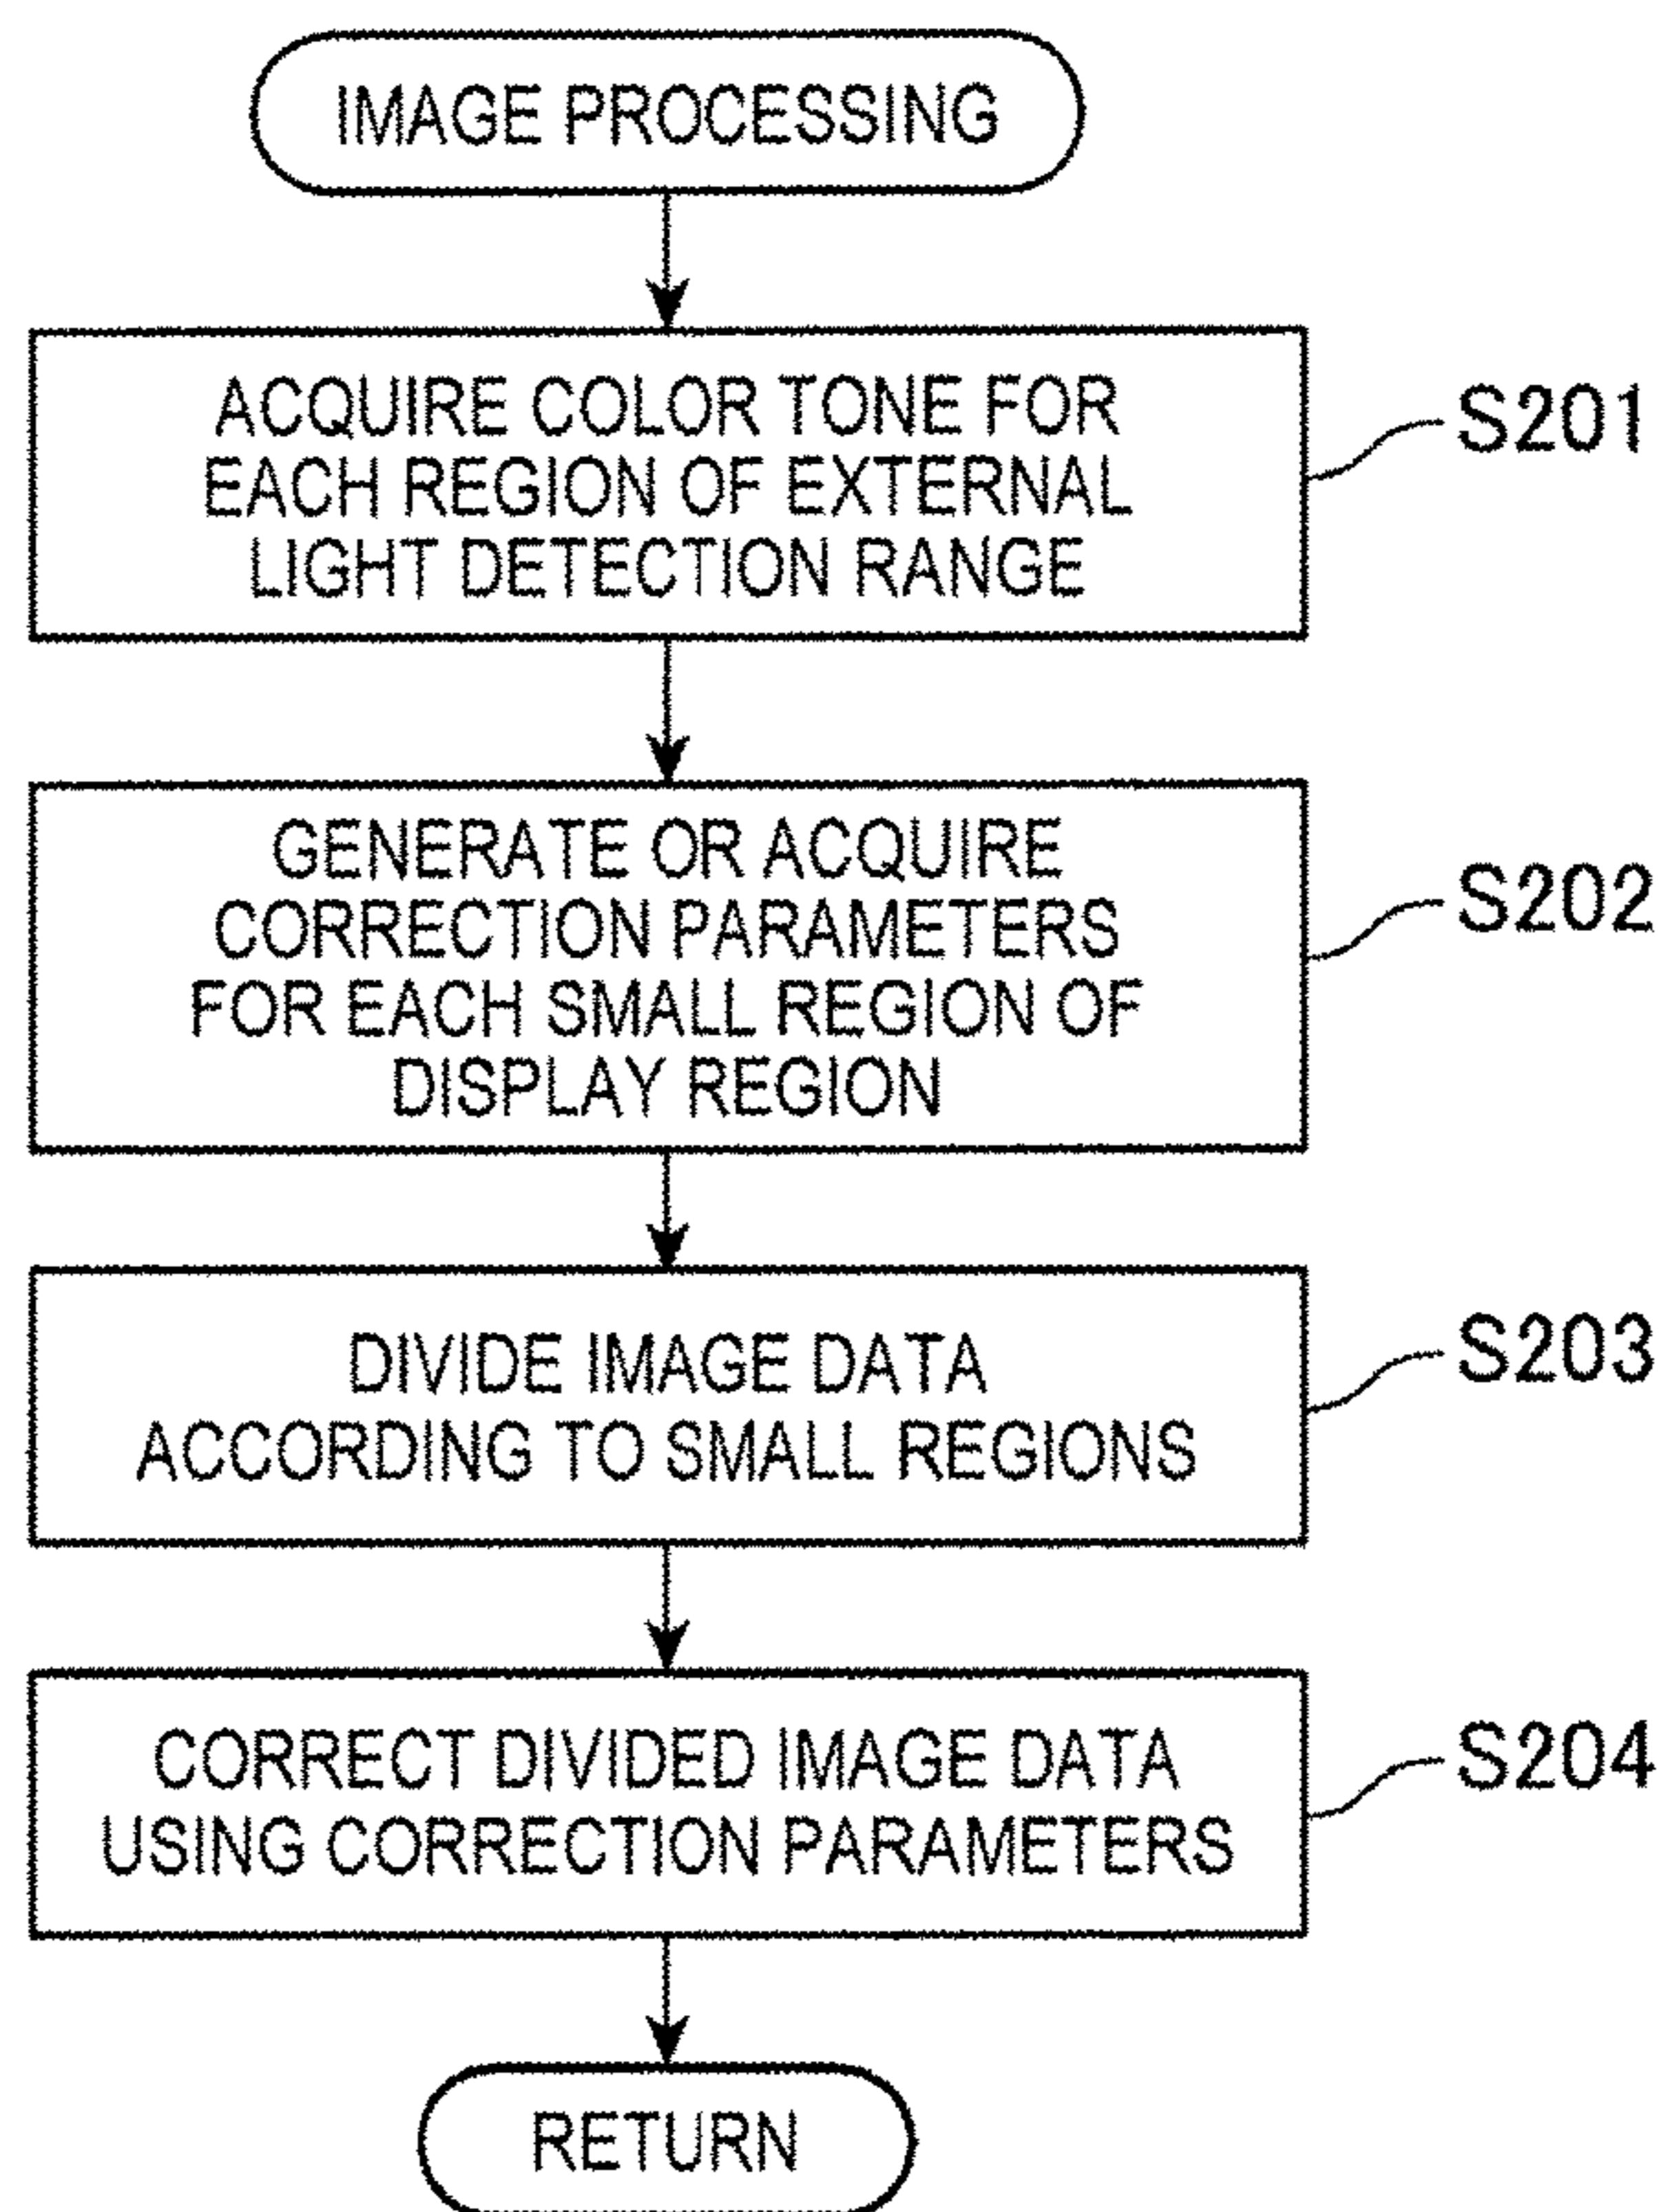 IMAGE PROCESSING
ACQUIRE COLOR TONE FOR
EACH REGION OF EXTERNAL
LIGHT DETECTION RANGE
S201
GENERATE OR ACQUIRE
CORRECTION PARAMETERS
FOR EACH SMALL REGION OF
DISPLAY REGION
S202
DIVIDE IMAGE DATA
ACCORDING TO SMALL REGIONS
S203
CORRECT DIVIDED IMAGE DATA
USING CORRECTION PARAMETERS
S204
RETURN